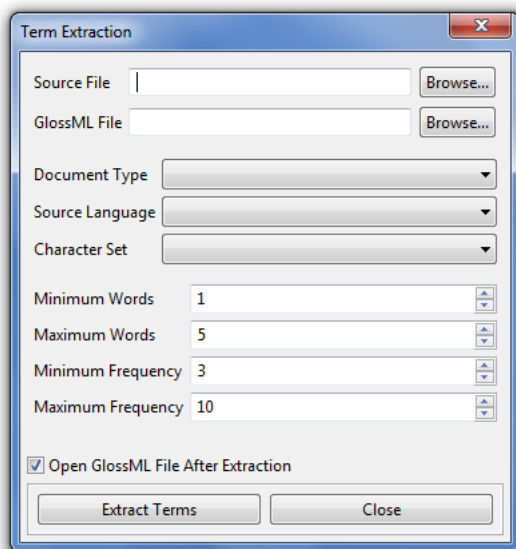 Term Extraction
Source File Browse...
GlossML File Browse...
Document Type
Source Language
Character Set
Minimum Words 1
Maximum Words 5
Minimum Frequency 3
Maximum Frequency 10
Open GlossML File After Extraction
Extract Terms Close